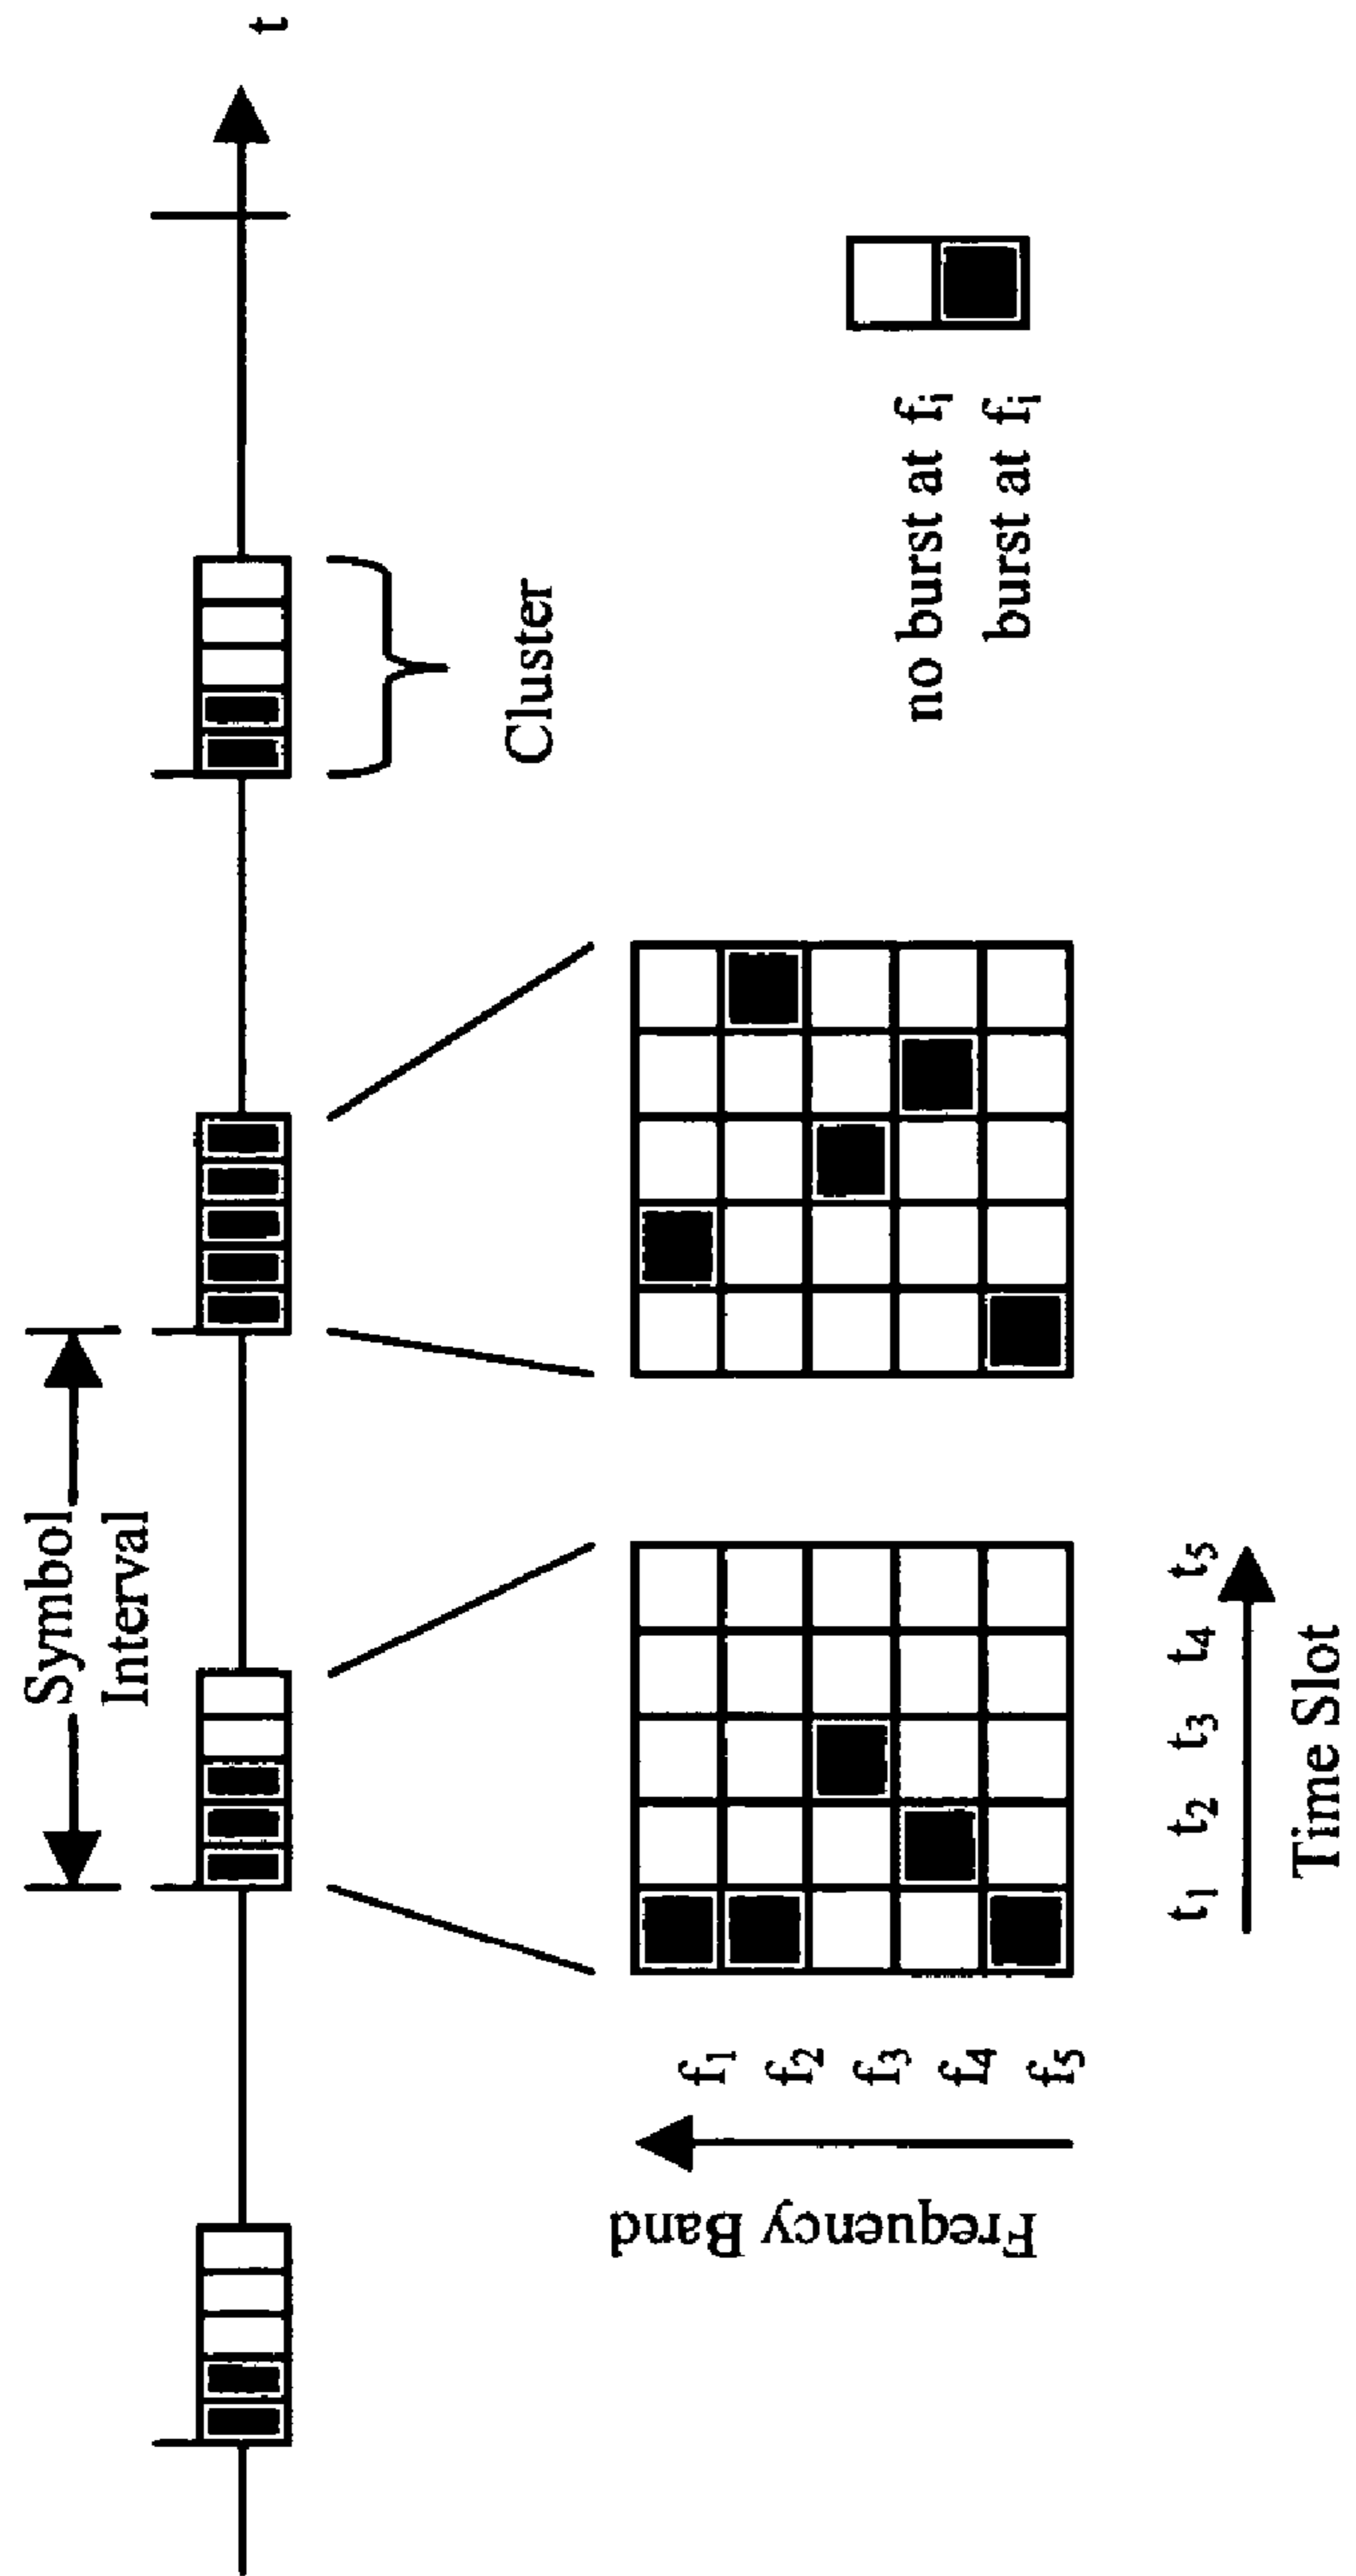 t
Symbol
Interval
Cluster
Frequency Band
f1
f2
f3
f4
f5
no burst at fi
burst at fi
t1 t2 t3 t4 t5
Time Slot